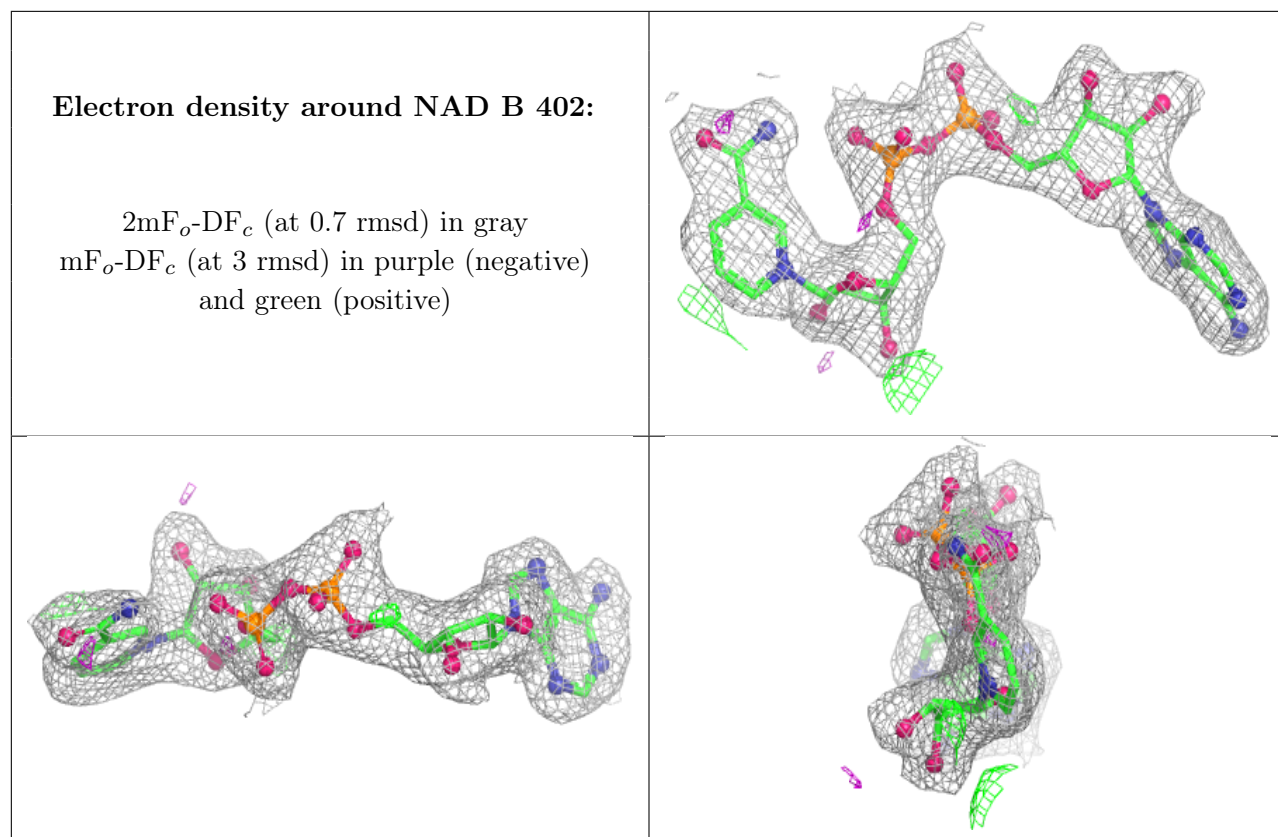 Electron density around NAD B 402:
2mFo-DFc (at 0.7 rmsd) in gray
mFo-DFc (at 3 rmsd) in purple (negative)
and green (positive)